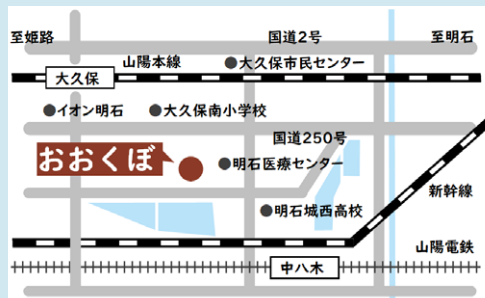 至姫路
国道2号
至明石
山陽本線
●大久保市民センター
大久保
●イオン明石
●大久保南小学校
国道250号
おおくぼ
●明石医療センター
新幹線
●明石城西高校
山陽電鉄
中八木